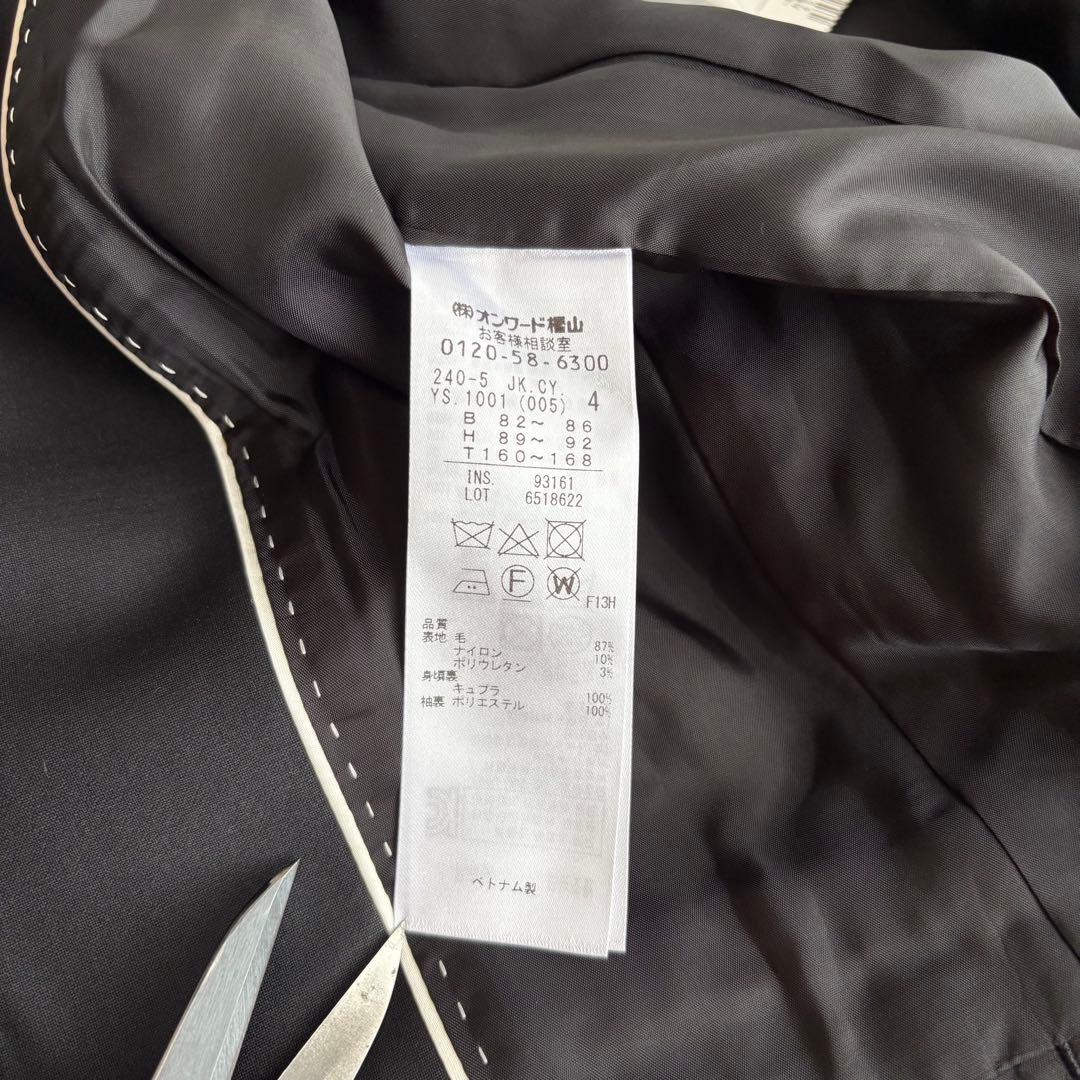 (株)オンワード樫山
お客様相談室
0120-58-6300
240-5 JK.CY.
YS.1001(005) 4
B 82〜 86
H 89〜 92
T160〜168
INS. 93161
LOT 6518622
F W
F13H
品質
表地 毛 87%
ナイロン 10%
ポリウレタン 3%
身頃裏
キュプラ 100%
袖裏 ポリエステル 100%
ベトナム製